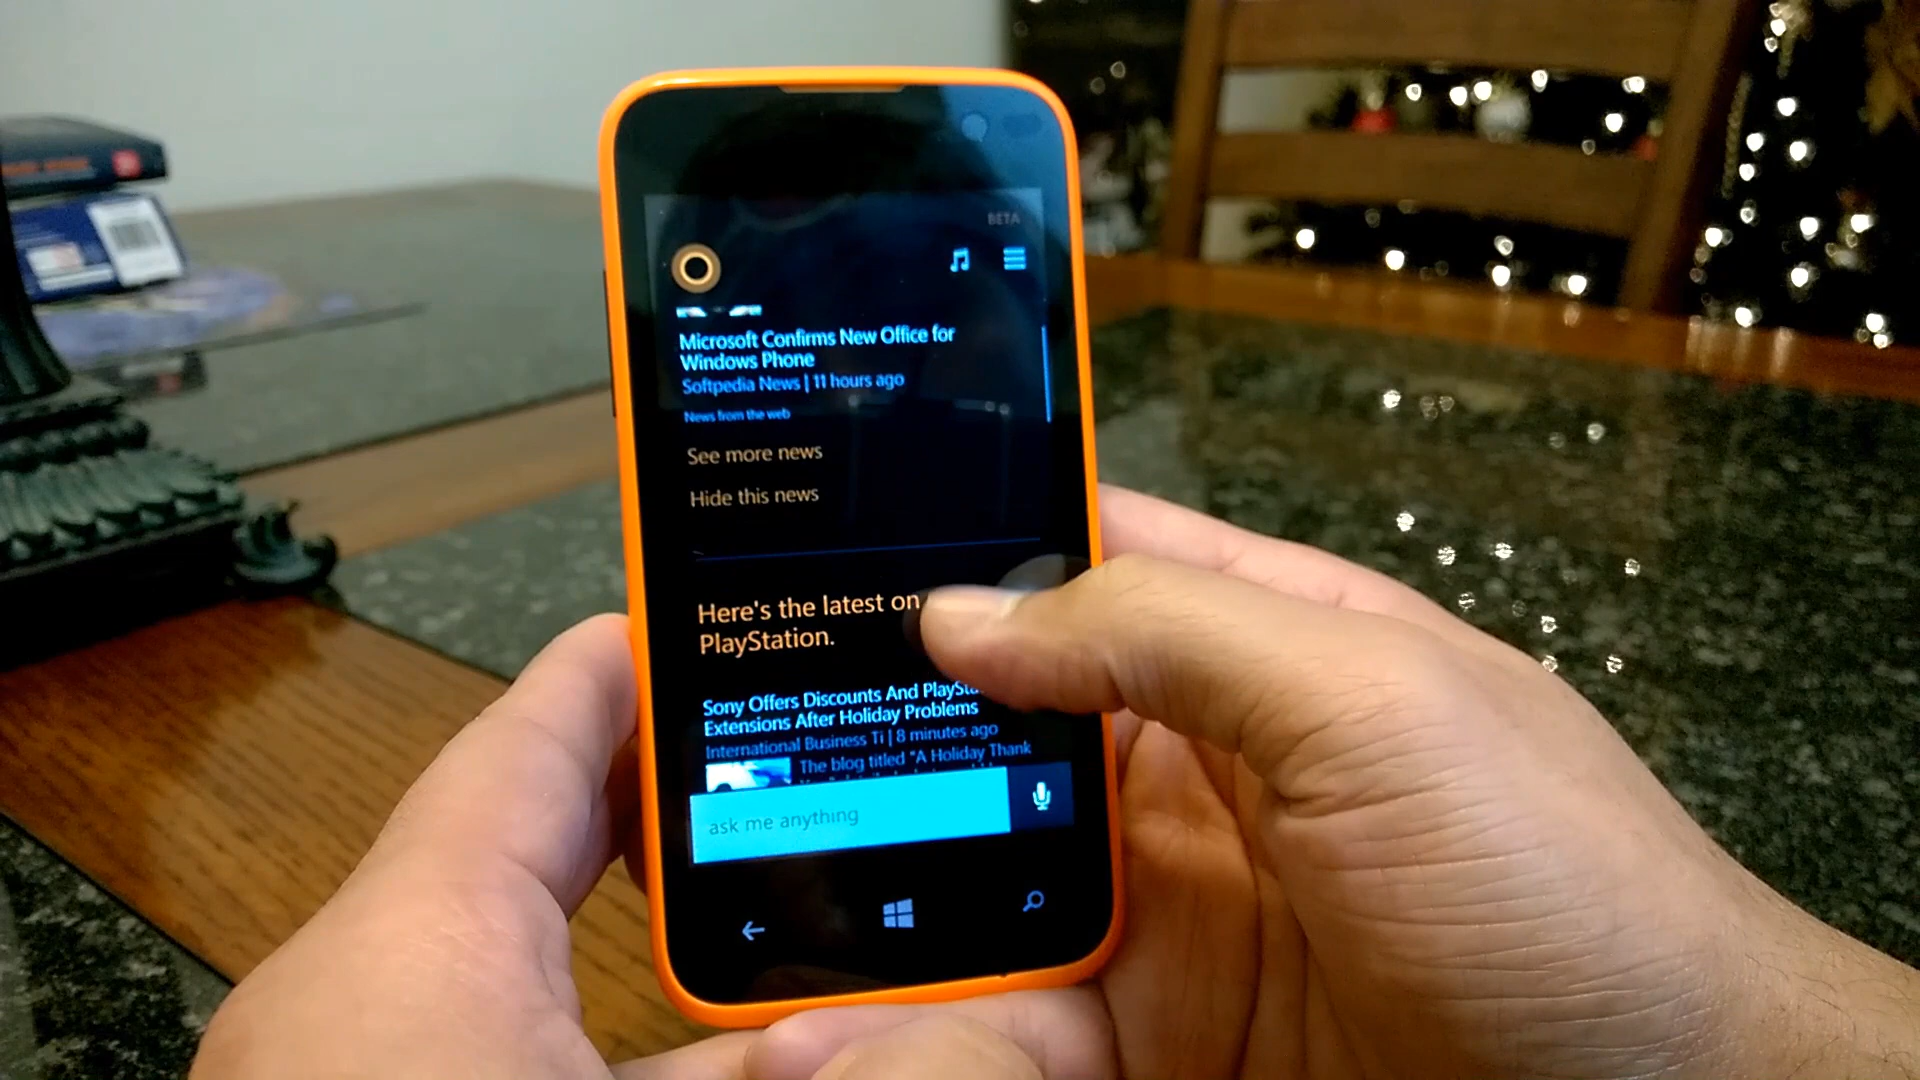 BETA
Microsoft Confirms New Office for
Windows Phone
Softpedia News | 11 hours ago
News from the web
See more news
Hide this news
Here's the latest on
PlayStation.
Sony Offers Discounts And
Extensions After Holiday Problems
International Business Ti | 8 minutes ago
The blog titled "A Holiday Thank
ask me anything